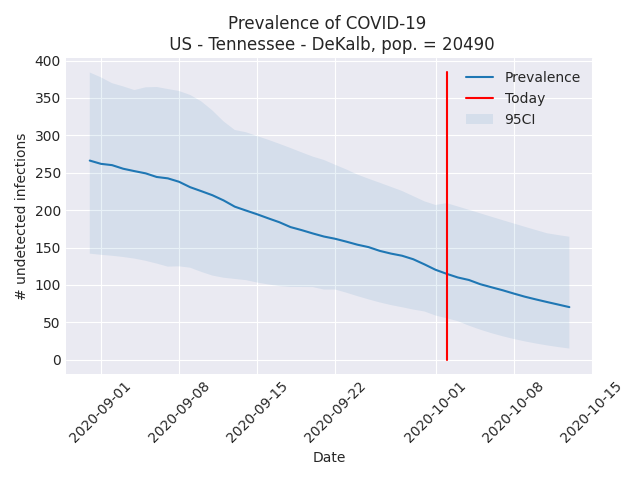 Prevalence of COVID-19
US - Tennessee - DeKalb, pop. = 20490
400
350
300
250
200
150
100
50
0
# undetected infections
Prevalence
Today
95CI
2020-09-01
2020-09-08
2020-09-15
2020-09-22
2020-10-01
2020-10-08
2020-10-15
Date